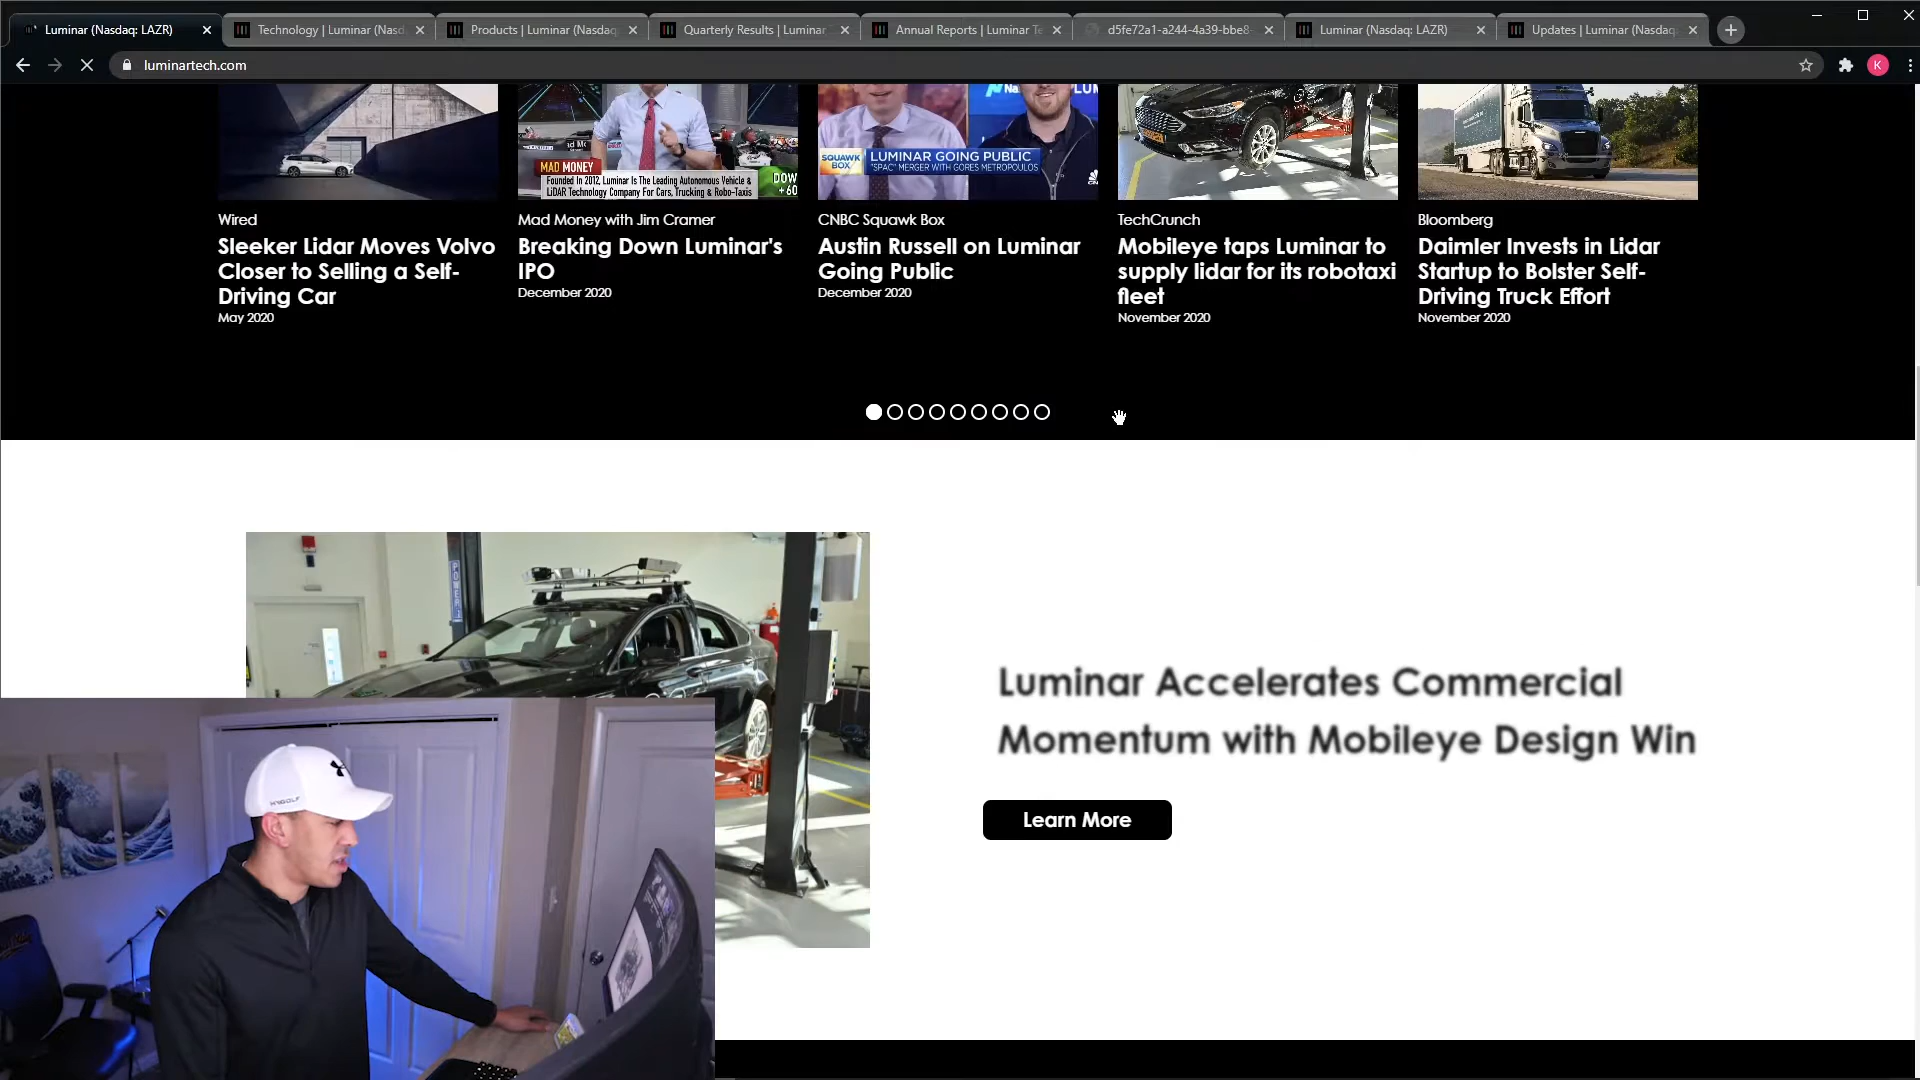 Luminar (Nasdaq: LAZR)
Technology | Luminar (Nasd
Products | Luminar (Nasdaq
Quarterly Results | Luminar
Annual Reports | Luminar Te
d5fe72a1-a244-4a39-bbe8-
Luminar (Nasdaq: LAZR)
Updates | Luminar (Nasdaq
luminartech.com
K
MAD MONEY
Founded In 2012, Luminar Is The Leading Autonomous Vehicle &
LiDAR Technology Company For Cars, Trucking & Robo-Taxis
DOW
+60
SQUAWK
BOX
LUMINAR GOING PUBLIC
"SPAC" MERGER WITH GORES METROPOULOS
Wired
Sleeker Lidar Moves Volvo
Closer to Selling a Self-
Driving Car
May 2020
Mad Money with Jim Cramer
Breaking Down Luminar's
IPO
December 2020
CNBC Squawk Box
Austin Russell on Luminar
Going Public
December 2020
TechCrunch
Mobileye taps Luminar to
supply lidar for its robotaxi
fleet
November 2020
Bloomberg
Daimler Invests in Lidar
Startup to Bolster Self-
Driving Truck Effort
November 2020
Luminar Accelerates Commercial
Momentum with Mobileye Design Win
Learn More